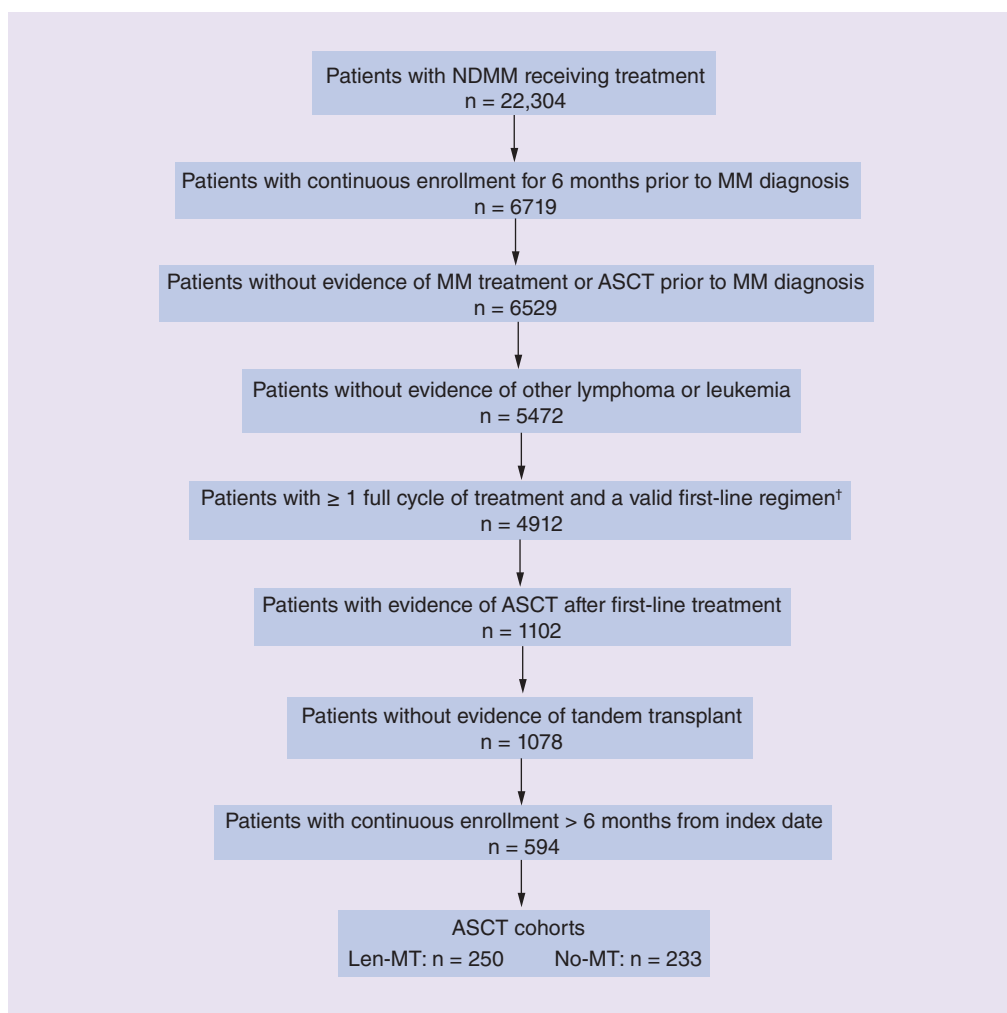 Patients with NDMM receiving treatment
n = 22,304
Patients with continuous enrollment for 6 months prior to MM diagnosis
n = 6719
Patients without evidence of MM treatment or ASCT prior to MM diagnosis
n = 6529
Patients without evidence of other lymphoma or leukemia
n = 5472
Patients with ≥ 1 full cycle of treatment and a valid first-line regimen†
n = 4912
Patients with evidence of ASCT after first-line treatment
n = 1102
Patients without evidence of tandem transplant
n = 1078
Patients with continuous enrollment > 6 months from index date
n = 594
ASCT cohorts
Len-MT: n = 250 No-MT: n = 233